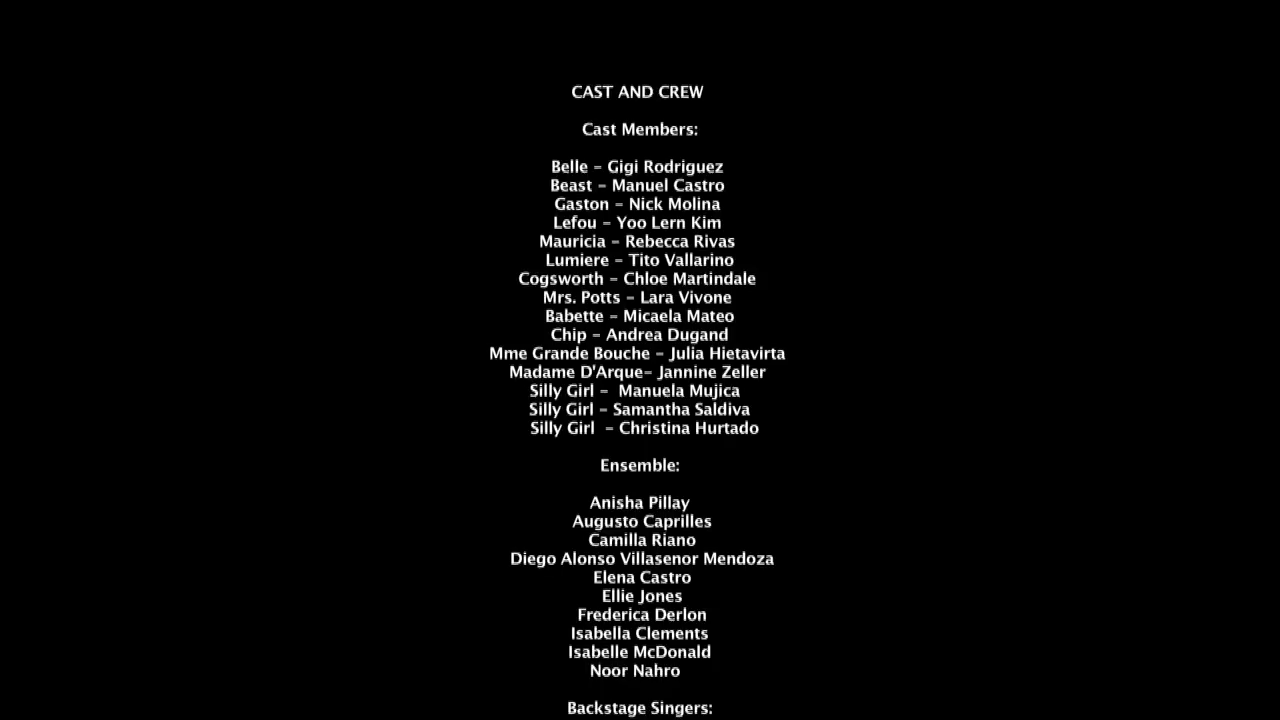 CAST AND CREW
Cast Members:
Belle - Gigi Rodriguez
Beast - Manuel Castro
Gaston - Nick Molina
Lefou - Yoo Lern Kim
Mauricia - Rebecca Rivas
Lumiere - Tito Vallarino
Cogsworth - Chloe Martindale
Mrs. Potts - Lara Vivone
Babette - Micaela Mateo
Chip - Andrea Dugand
Mme Grande Bouche - Julia Hietavirta
Madame D'Arque- Jannine Zeller
Silly Girl -  Manuela Mujica
Silly Girl - Samantha Saldiva
Silly Girl  - Christina Hurtado
Ensemble:
Anisha Pillay
Augusto Caprilles
Camilla Riano
Diego Alonso Villasenor Mendoza
Elena Castro
Ellie Jones
Frederica Derlon
Isabella Clements
Isabelle McDonald
Noor Nahro
Backstage Singers: